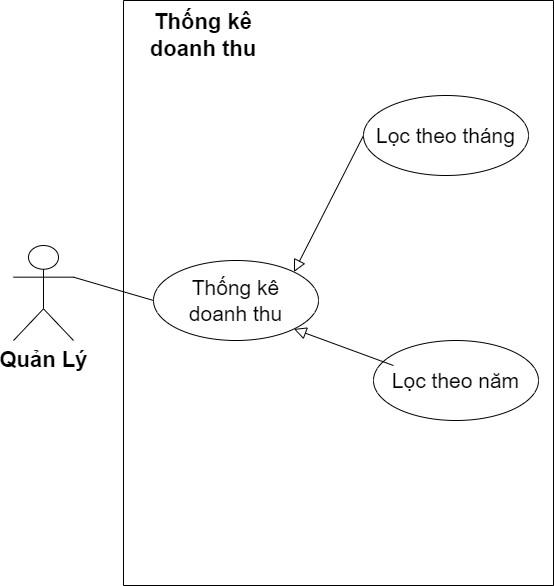 Thống kê
doanh thu
Lọc theo tháng
Thống kê
doanh thu
Quản Lý
Lọc theo năm